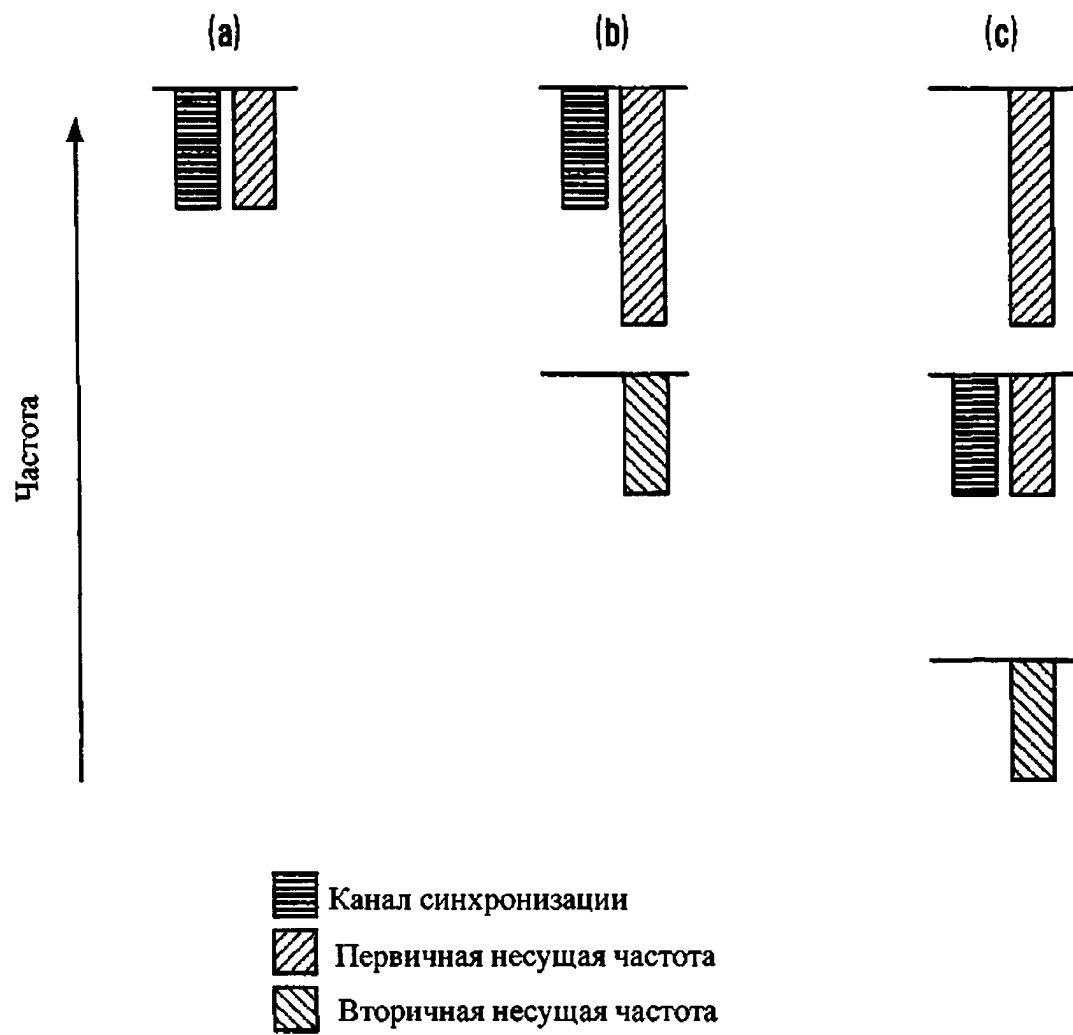 (a)
(b)
(c)
Частота
Канал синхронизации
Первичная несущая частота
Вторичная несущая частота